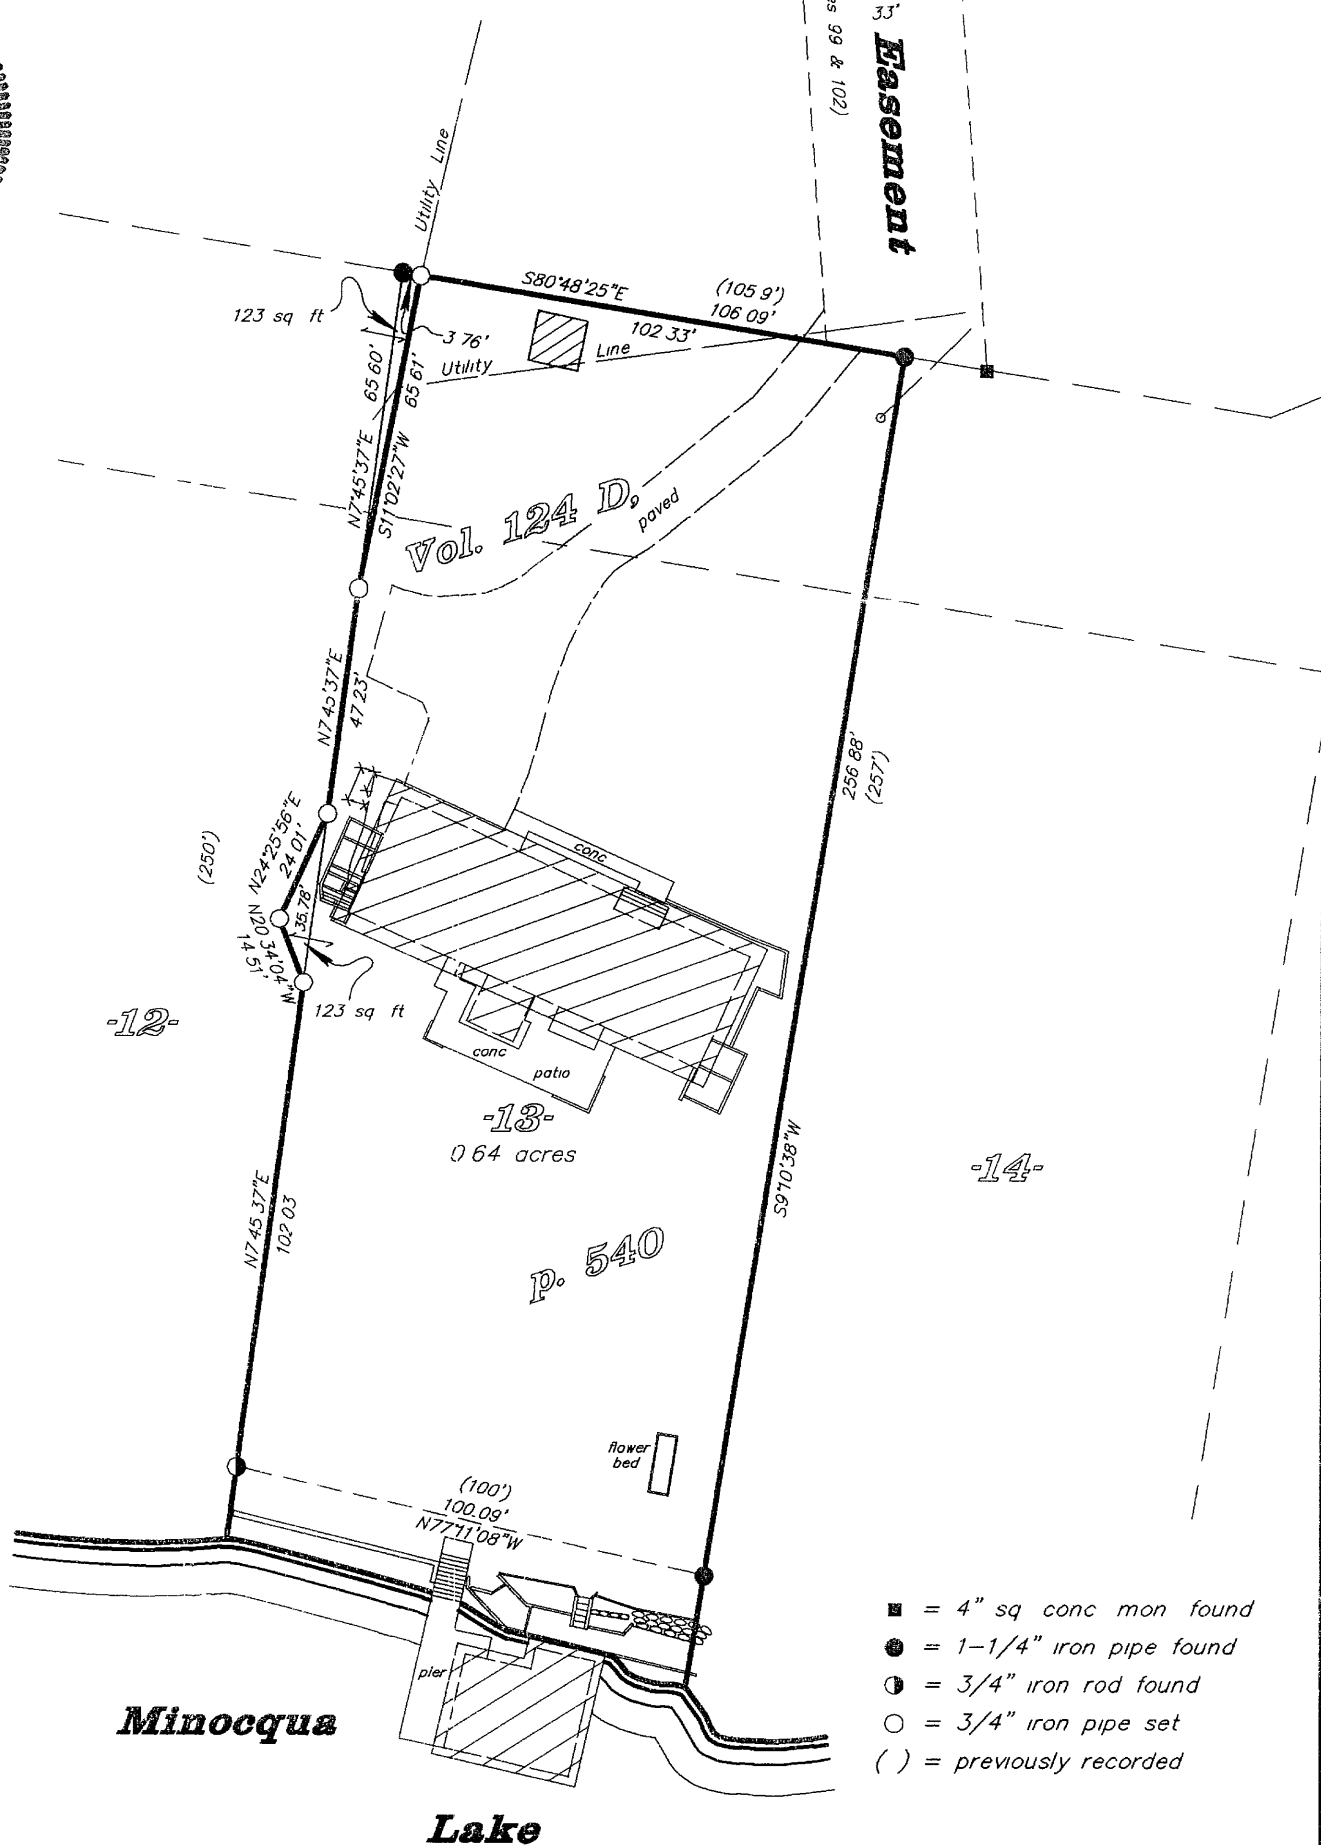 33'
Easement
es 99 & 102)
Utility Line
S80°48'25"E
(105 9')
106 09'
102 33'
123 sq ft
3 76'
Utility Line
65 60'
65 61'
N7°45'37"E
S11°02'27"W
Vol. 124 D,
paved
N7 45'37"E
47 23'
256 88'
(257')
(250')
N24°25'56"E
24 01'
35.78'
N20 34'04"W
14 51'
123 sq ft
conc
conc
patio
-12-
-13-
0 64 acres
-14-
S9°10'38"W
N7 45 37"E
102 03
p. 540
flower
bed
(100')
100.09'
N77°11'08"W
pier
Minocqua
Lake
■ = 4" sq conc mon found
● = 1-1/4" iron pipe found
◑ = 3/4" iron rod found
○ = 3/4" iron pipe set
( ) = previously recorded